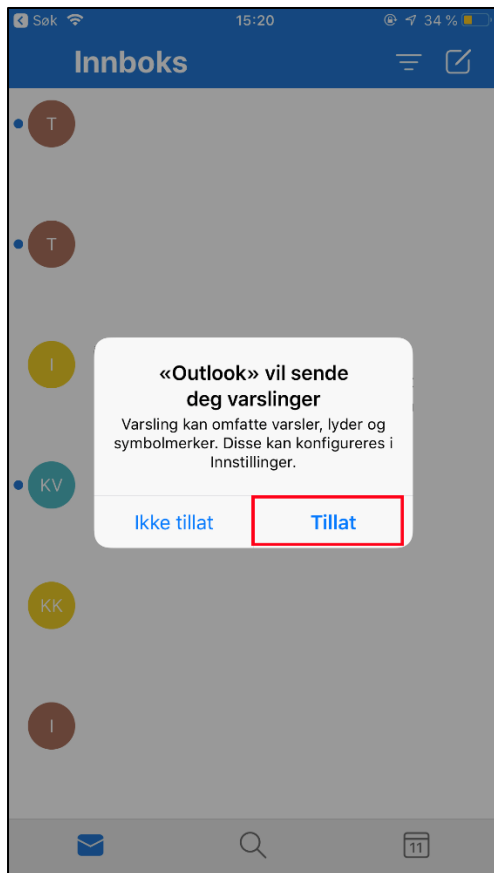 Søk 15:20 34 %
Innboks
T
T
I
«Outlook» vil sende
deg varslinger
Varsling kan omfatte varsler, lyder og
symbolmerker. Disse kan konfigureres i
Innstillinger.
KV
Ikke tillat Tillat
KK
I
11